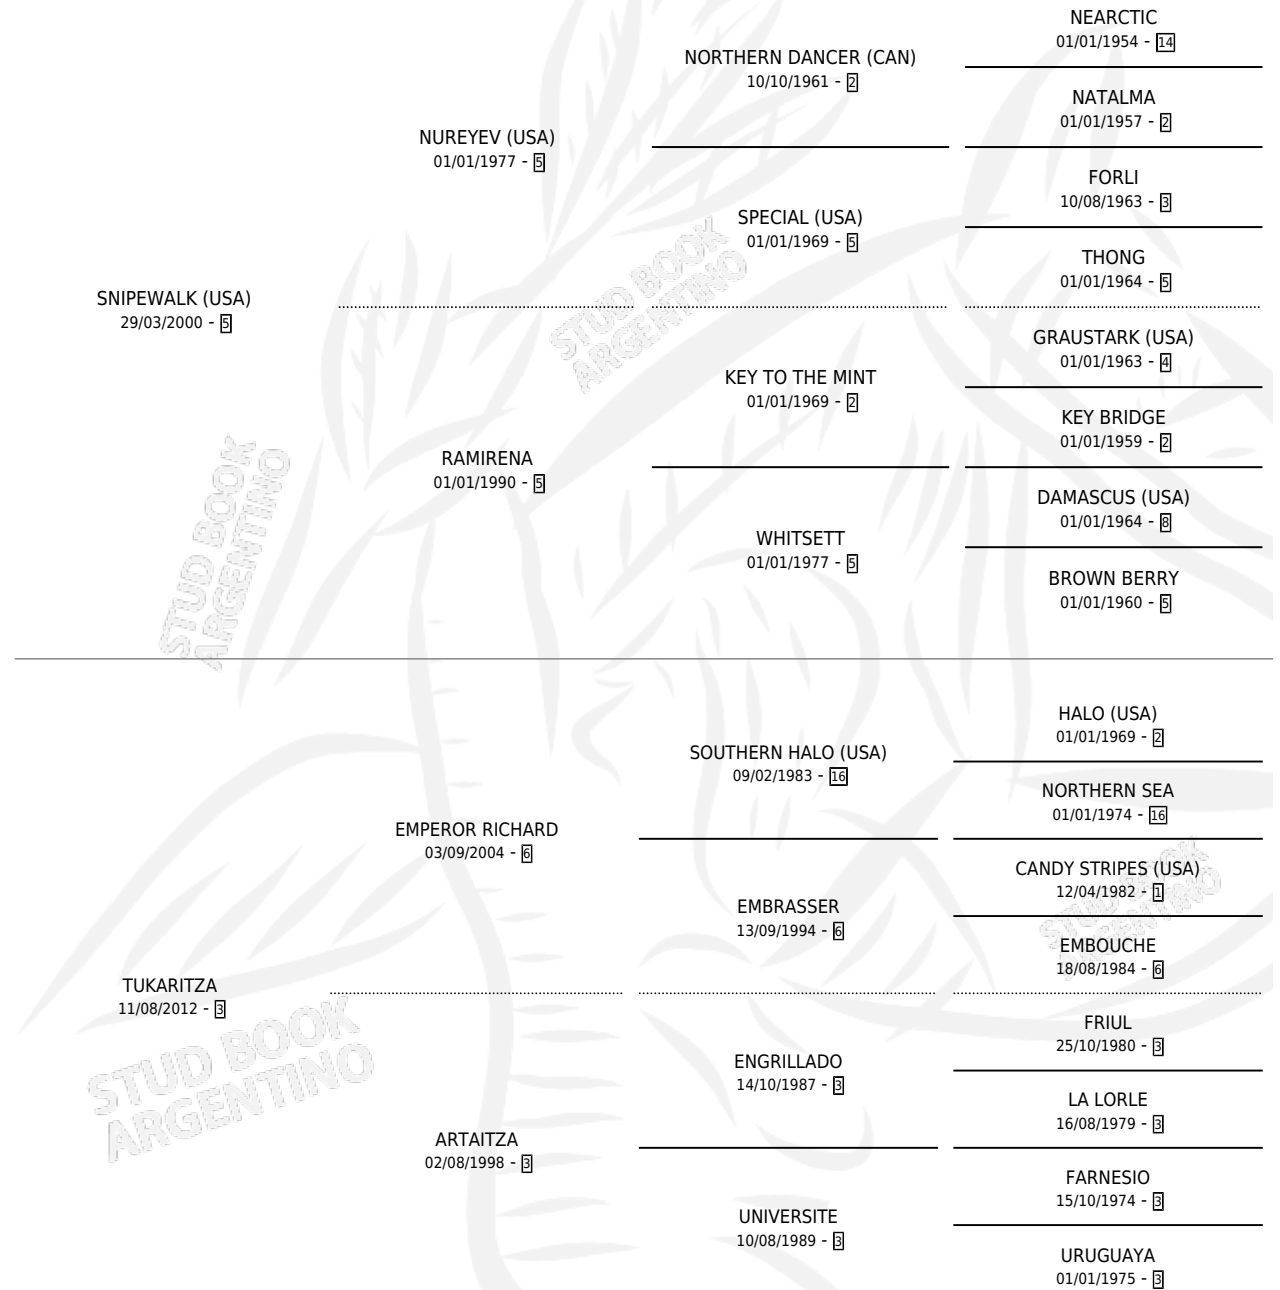 NEARCTIC
01/01/1954 - 14
NORTHERN DANCER (CAN)
10/10/1961 - 2
NATALMA
01/01/1957 - 2
NUREYEV (USA)
01/01/1977 - 5
FORLI
10/08/1963 - 3
SPECIAL (USA)
01/01/1969 - 5
THONG
01/01/1964 - 5
SNIPEWALK (USA)
29/03/2000 - 5
STUD BOOK
ARGENTINO
GRAUSTARK (USA)
01/01/1963 - 4
KEY TO THE MINT
01/01/1969 - 2
KEY BRIDGE
01/01/1959 - 2
RAMIRENA
01/01/1990 - 5
DAMASCUS (USA)
01/01/1964 - 8
WHITSETT
01/01/1977 - 5
BROWN BERRY
01/01/1960 - 5
STUD BOOK
ARGENTINO
HALO (USA)
01/01/1969 - 2
SOUTHERN HALO (USA)
09/02/1983 - 16
NORTHERN SEA
01/01/1974 - 16
EMPEROR RICHARD
03/09/2004 - 6
CANDY STRIPES (USA)
12/04/1982 - 1
STUD BOOK
ARGENTINO
EMBRASSER
13/09/1994 - 6
EMBOUCHE
18/08/1984 - 6
TUKARITZA
11/08/2012 - 3
STUD BOOK
ARGENTINO
FRIUL
25/10/1980 - 3
ENGRILLADO
14/10/1987 - 3
LA LORLE
16/08/1979 - 3
ARTAITZA
02/08/1998 - 3
FARNESIO
15/10/1974 - 3
UNIVERSITE
10/08/1989 - 3
URUGUAYA
01/01/1975 - 3